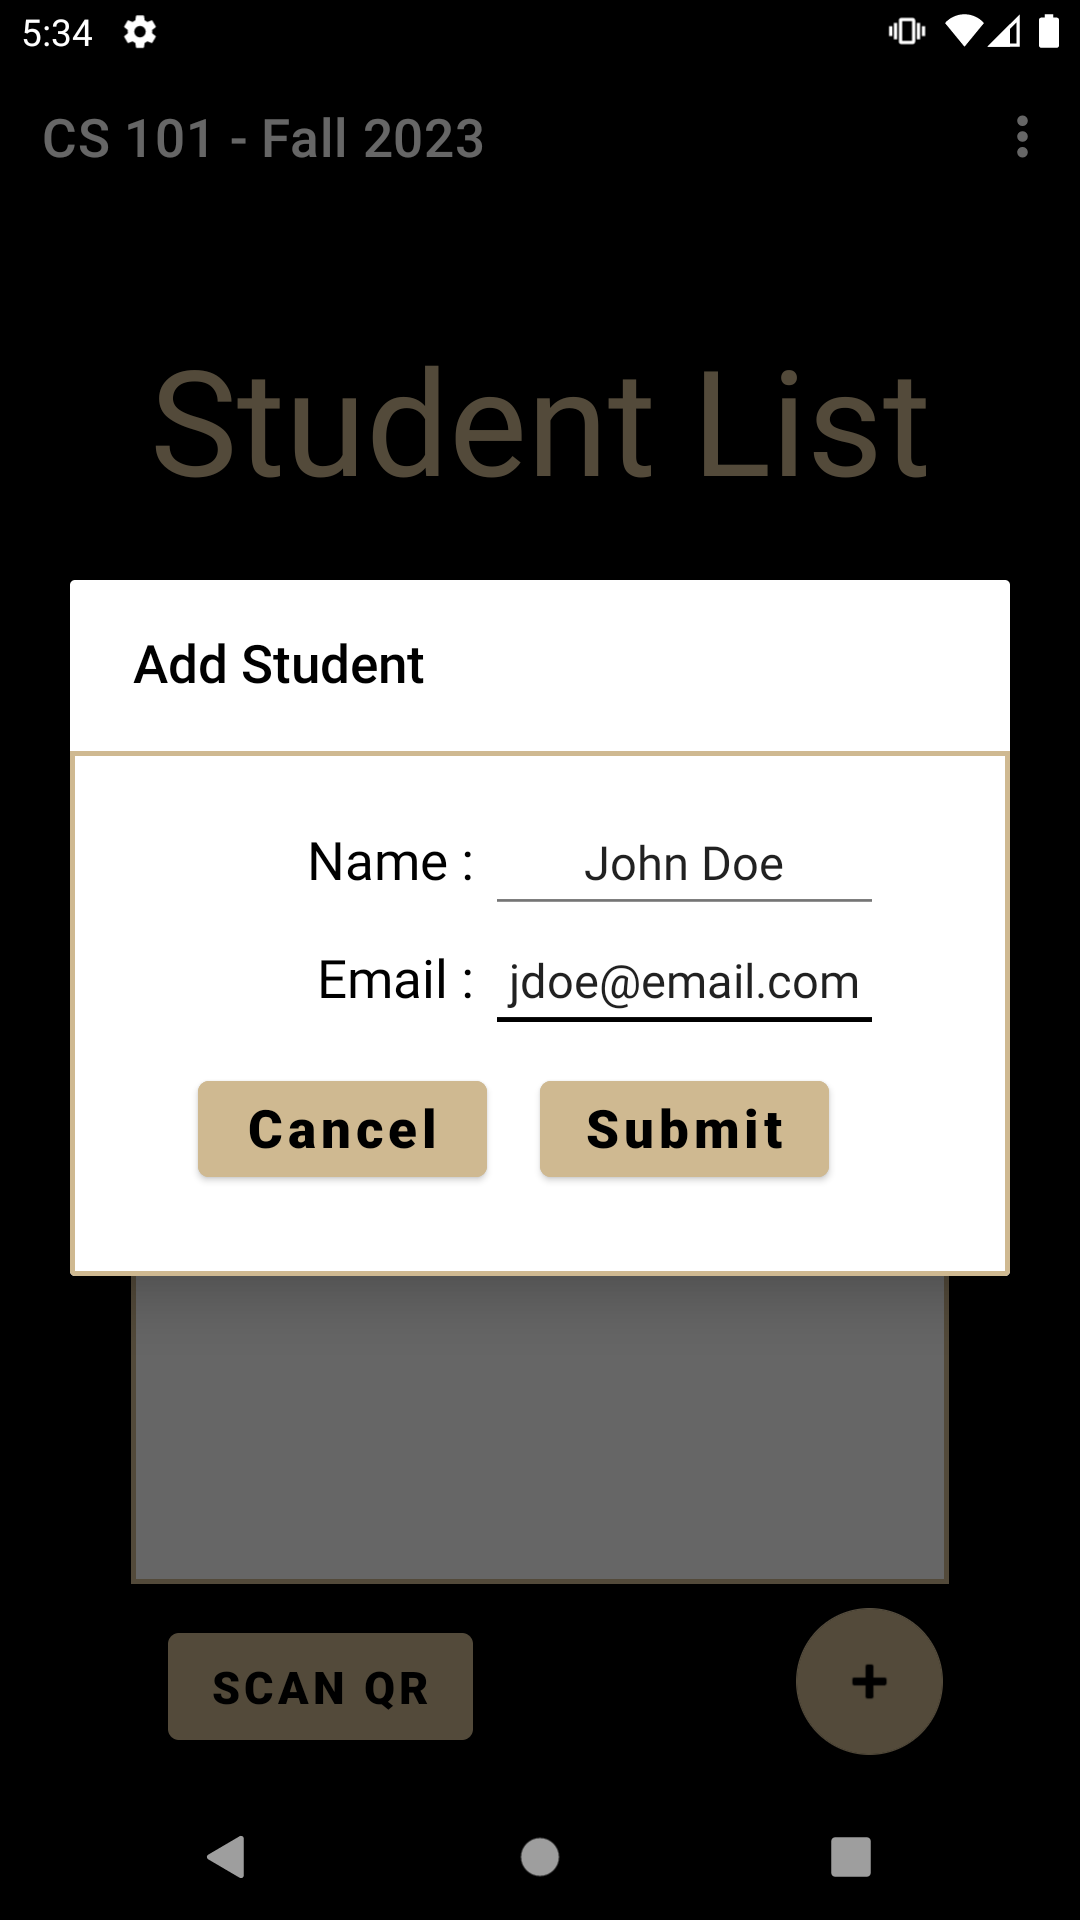 5:34
CS 101 - Fall 2023
Student List
Add Student
Name : John Doe
Email : jdoe@email.com
Cancel Submit
SCAN QR +